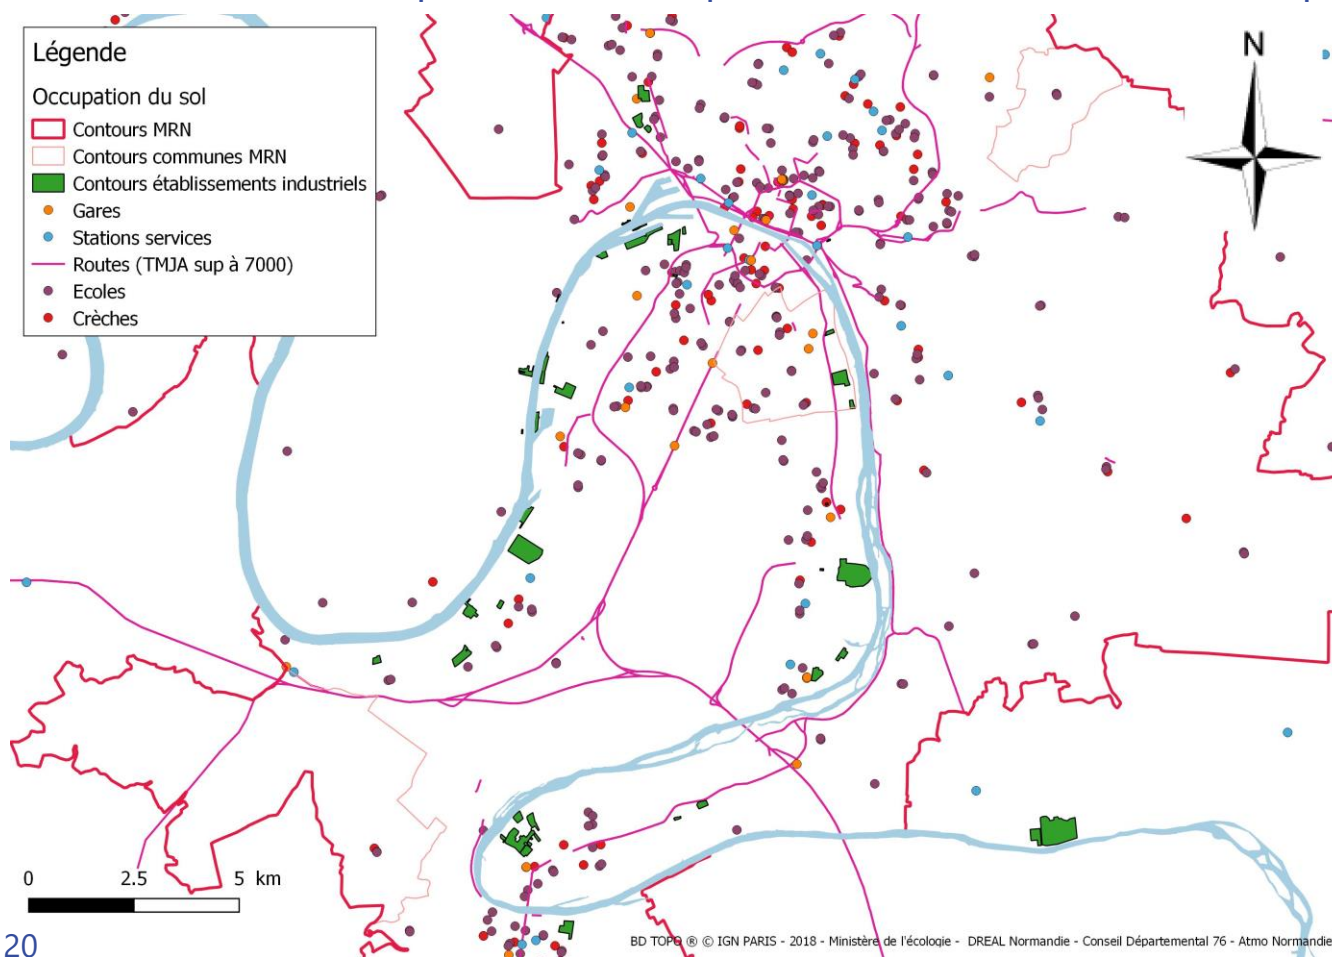 Légende
Occupation du sol
Contours MRN
Contours communes MRN
Contours établissements industriels
Gares
Stations services
Routes (TMJA sup à 7000)
Ecoles
Crèches
N
0 2.5 5 km
BD TOPO ® © IGN PARIS - 2018 - Ministère de l'écologie - DREAL Normandie - Conseil Départemental 76 - Atmo Normandie
20